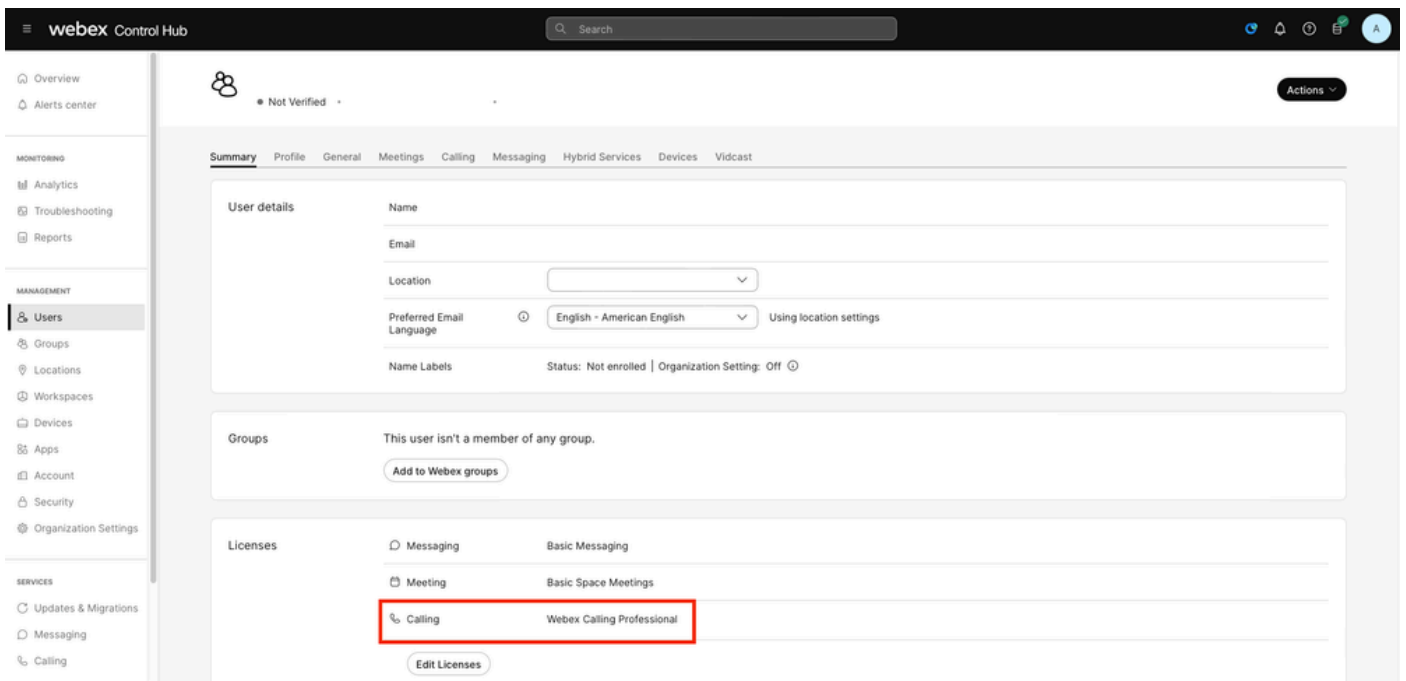 webex Control Hub
Search
A
Overview
Alerts center
MONITORING
Analytics
Troubleshooting
Reports
MANAGEMENT
Users
Groups
Locations
Workspaces
Devices
Apps
Account
Security
Organization Settings
SERVICES
Updates & Migrations
Messaging
Calling
Not Verified
Actions
Summary Profile General Meetings Calling Messaging Hybrid Services Devices Vidcast
User details
Name
Email
Location
Preferred Email
Language
English - American English
Using location settings
Name Labels
Status: Not enrolled | Organization Setting: Off
Groups
This user isn't a member of any group.
Add to Webex groups
Licenses
Messaging
Basic Messaging
Meeting
Basic Space Meetings
Calling
Webex Calling Professional
Edit Licenses